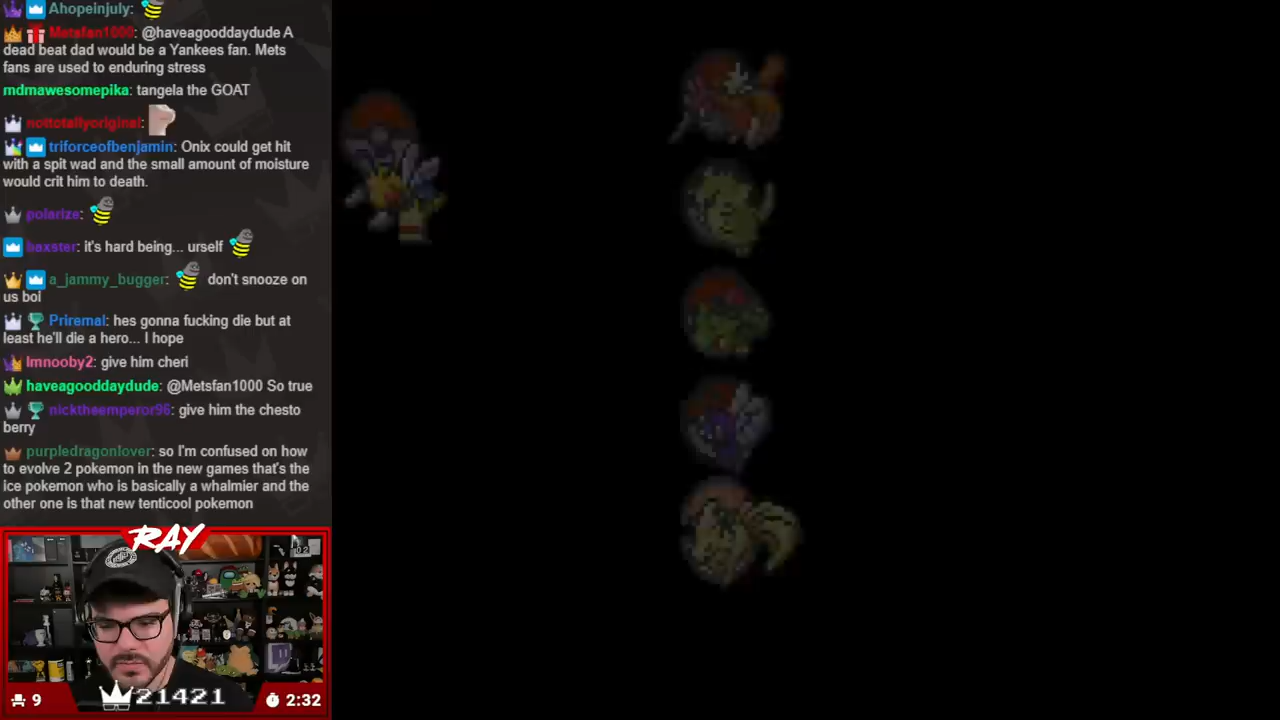 Ahopeinjuly:
Metsfan1000: @haveagooddaydude A
dead beat dad would be a Yankees fan. Mets
fans are used to enduring stress
mdmawesomepika: tangela the GOAT
nottotallyoriginal:
triforceofbenjamin: Onix could get hit
with a spit wad and the small amount of moisture
would crit him to death.
polarize:
baxster: it's hard being... urself
a_jammy_bugger: don't snooze on
us boi
Priremal: hes gonna fucking die but at
least he'll die a hero... I hope
lmnooby2: give him cheri
haveagooddaydude: @Metsfan1000 So true
nicktheemperor96: give him the chesto
berry
purpledragonlover: so I'm confused on how
to evolve 2 pokemon in the new games that's the
ice pokemon who is basically a whalmier and the
other one is that new tenticool pokemon
RAY
9 21421 2:32